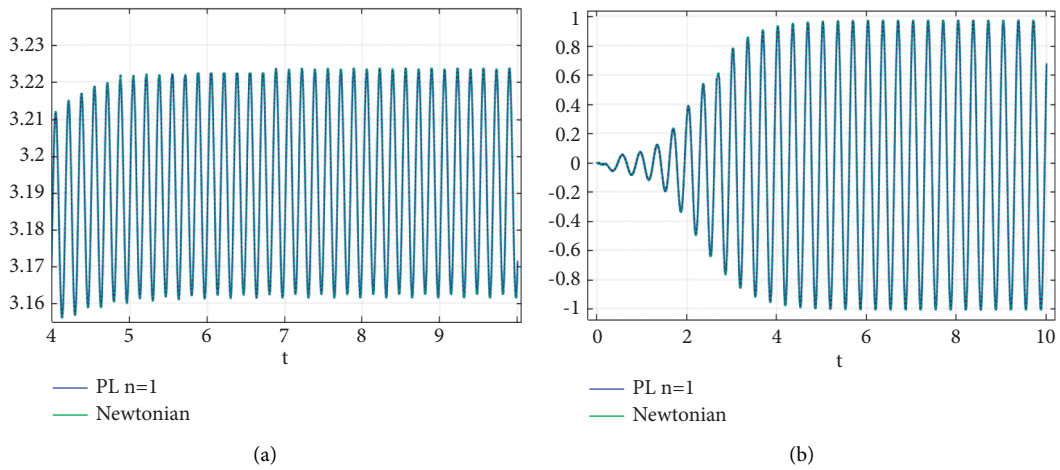 3.23
3.22
3.21
3.2
3.19
3.18
3.17
3.16
4 5 6 7 8 9
t
PL n=1
Newtonian
(a)
1
0.8
0.6
0.4
0.2
0
-0.2
-0.4
-0.6
-0.8
-1
0 2 4 6 8 10
t
PL n=1
Newtonian
(b)